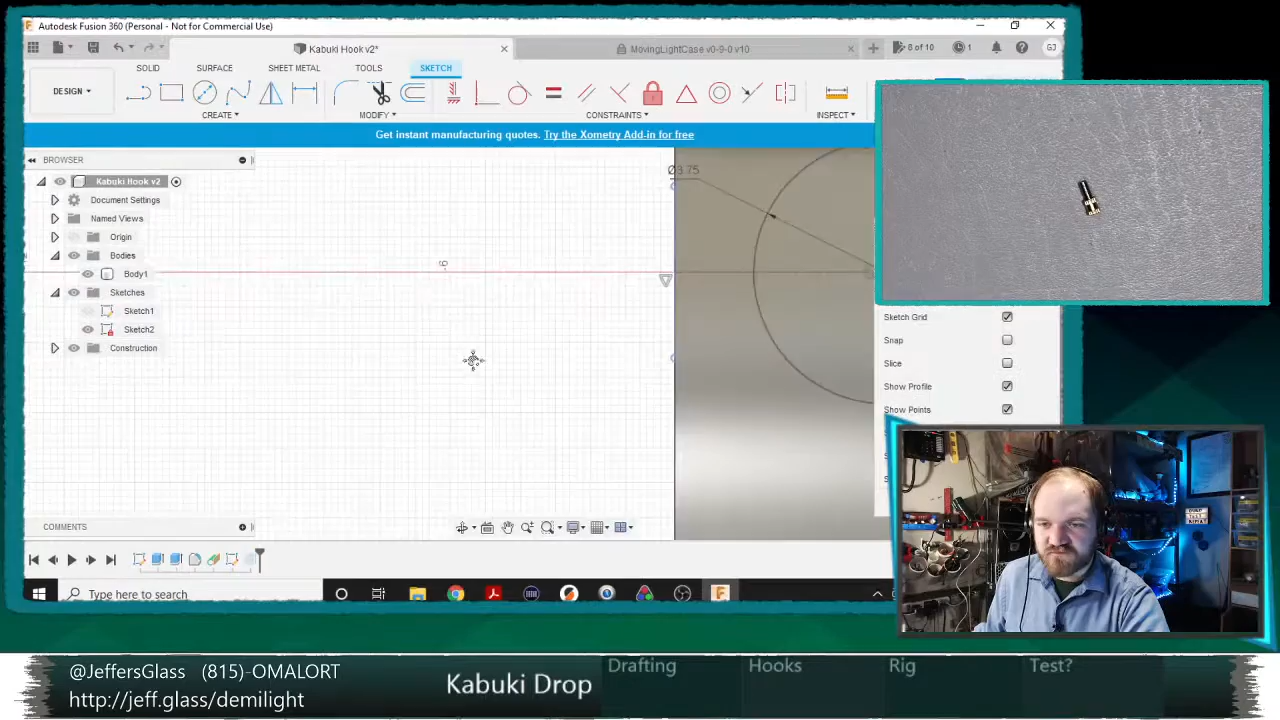 Autodesk Fusion 360 (Personal - Not for Commercial Use)
Kabuki Hook v2*
MovingLightCase v0-9-0 v10
8 of 10
1
GJ
DESIGN
SOLID
SURFACE
SHEET METAL
TOOLS
SKETCH
CREATE
MODIFY
CONSTRAINTS
INSPECT
Get instant manufacturing quotes. Try the Xometry Add-in for free
BROWSER
Kabuki Hook v2
Document Settings
Named Views
Origin
Bodies
Body1
Sketches
Sketch1
Sketch2
Construction
Ø3.75
Sketch Grid
Snap
Slice
Show Profile
Show Points
COMMENTS
Type here to search
@JeffersGlass (815)-OMALORT
http://jeff.glass/demilight
Kabuki Drop
Drafting
Hooks
Rig
Test?